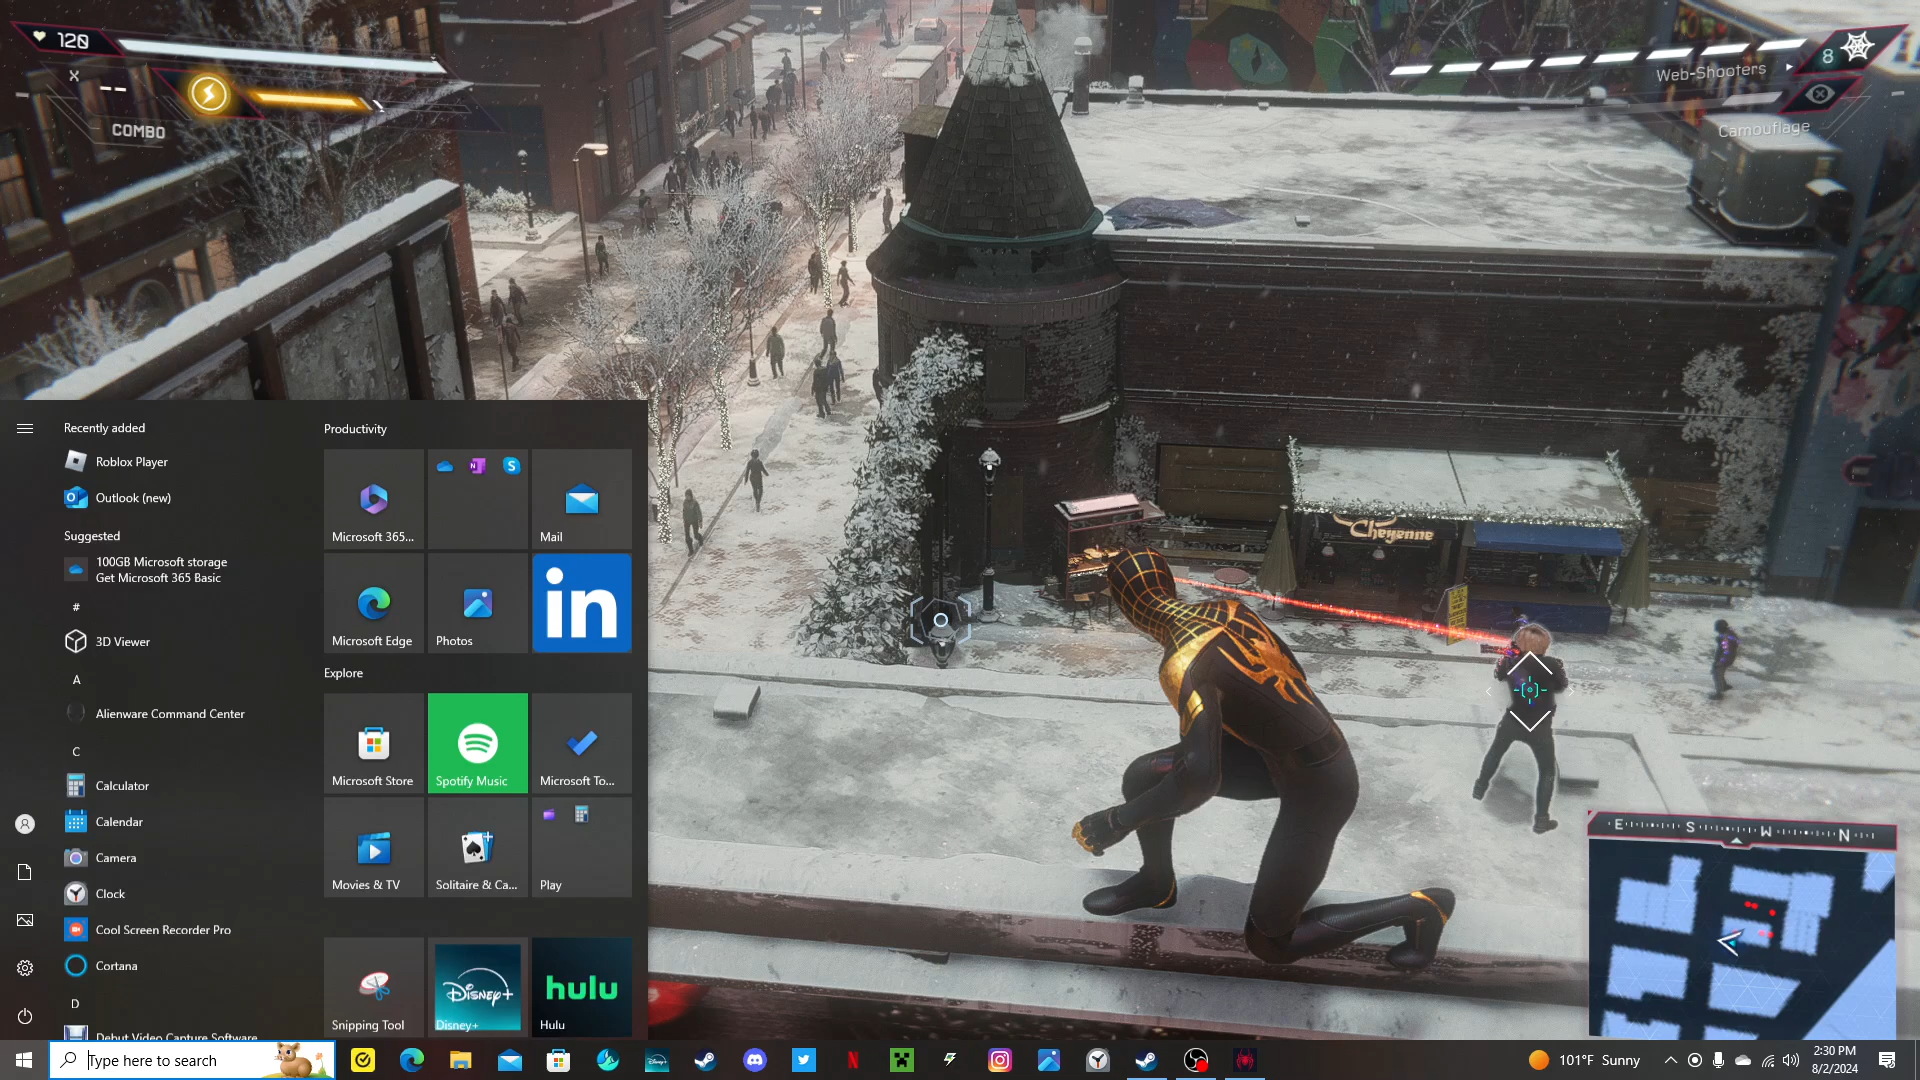 120
x
--
COMBO
8
Web-Shooters
Camouflage
Cheyenne
E S W N
Recently added
Roblox Player
Outlook (new)
Suggested
100GB Microsoft storage
Get Microsoft 365 Basic
#
3D Viewer
A
Alienware Command Center
C
Calculator
Calendar
Camera
Clock
Cool Screen Recorder Pro
Cortana
D
Debut Video Capture Software
Productivity
Microsoft 365...
N
S
Mail
Microsoft Edge
Photos
in
Explore
Microsoft Store
Spotify Music
Microsoft To...
Movies & TV
Solitaire & Ca...
Play
Snipping Tool
Disney+
Disney+
hulu
Hulu
Type here to search
101°F Sunny
2:30 PM
8/2/2024